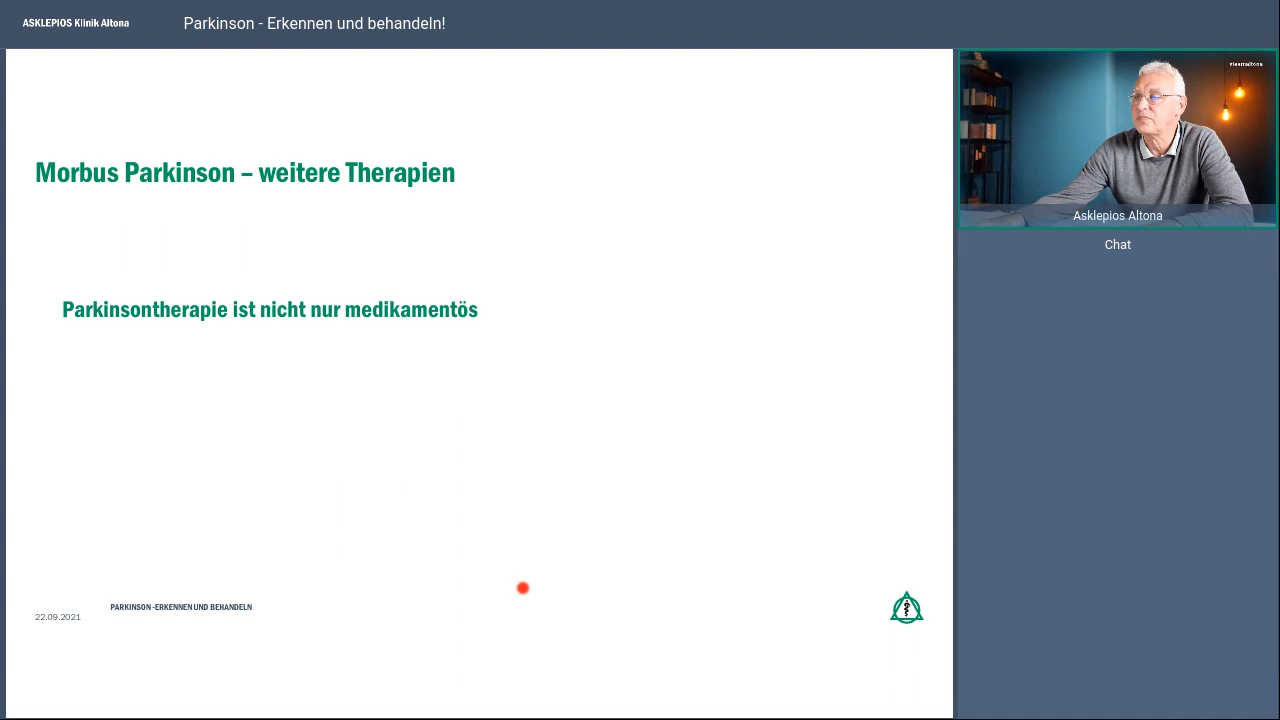 ASKLEPIOS Klinik Altona
Parkinson - Erkennen und behandeln!
Morbus Parkinson – weitere Therapien
Parkinsontherapie ist nicht nur medikamentös
PARKINSON -ERKENNEN UND BEHANDELN
22.09.2021
#teamaltona
Asklepios Altona
Chat